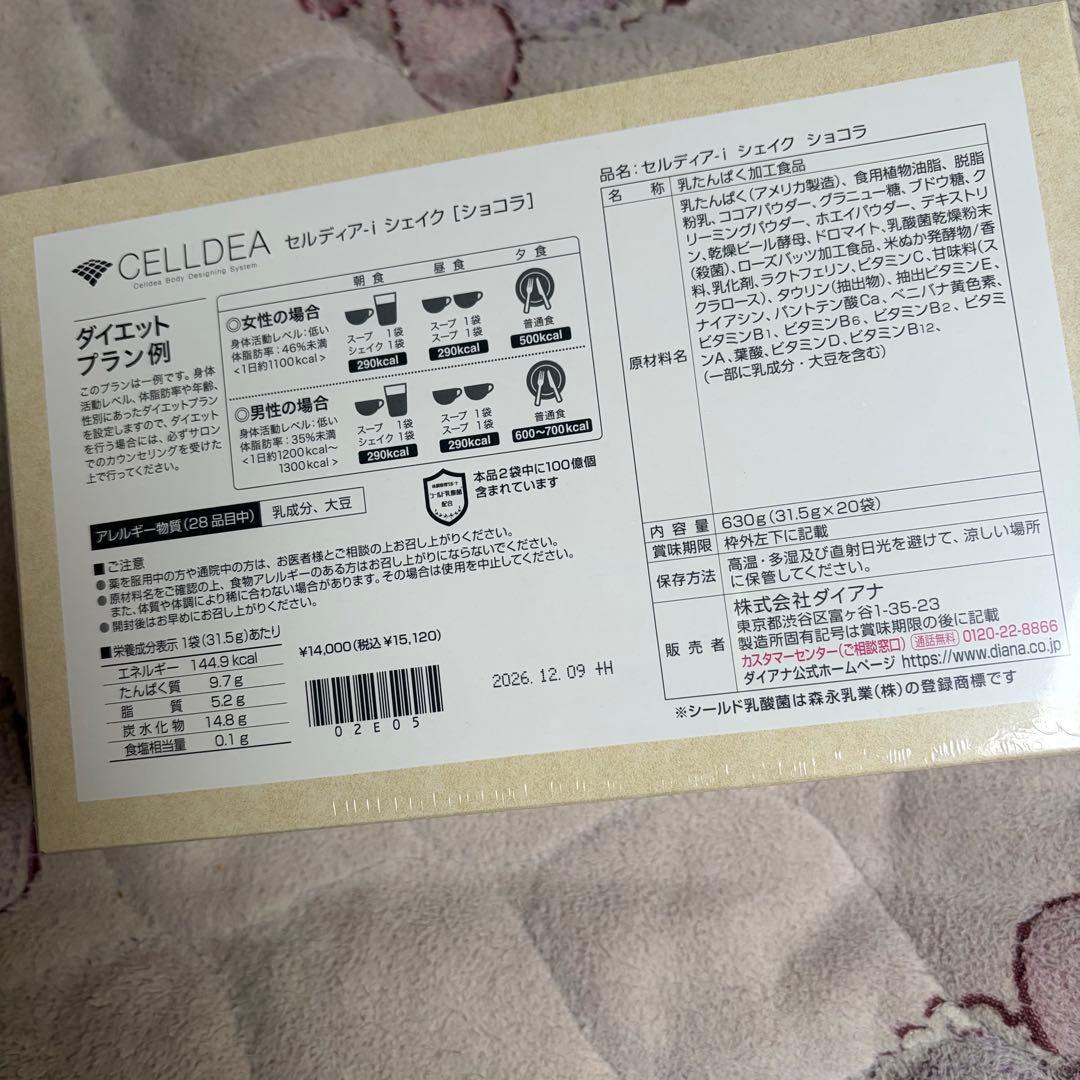 CELLDEA セルディア-i シェイク [ショコラ]
Celldea Body Designing System
ダイエット
プラン例
このプランは一例です。身体
活動レベル、体脂肪率や年齢、
性別にあったダイエットプラン
を設定しますので、ダイエット
を行う場合には、必ずサロン
でのカウンセリングを受けた
上で行ってください。
朝食 昼食 夕食
◎女性の場合
身体活動レベル:低い
体脂肪率:46%未満
<1日約1100kcal>
スープ 1袋
シェイク 1袋
290kcal
スープ 1袋
スープ 1袋
290kcal
普通食
500kcal
◎男性の場合
身体活動レベル:低い
体脂肪率:35%未満
<1日約1200kcal~
1300kcal>
スープ 1袋
シェイク 1袋
290kcal
スープ 1袋
スープ 1袋
290kcal
普通食
600~700kcal
アレルギー物質(28品目中) 乳成分、大豆
シールド乳酸菌
配合
本品2袋中に100億個
含まれています
■ご注意
●薬を服用中の方や通院中の方は、お医者様とご相談の上お召し上がりください。
●原材料名をご確認の上、食物アレルギーのある方はお召し上がりにならないでください。
また、体質や体調により稀に合わない場合があります。その場合は使用を中止してください。
●開封後はお早めにお召し上がりください。
■栄養成分表示 1袋(31.5g)あたり
エネルギー 144.9kcal
たんぱく質 9.7g
脂質 5.2g
炭水化物 14.8g
食塩相当量 0.1g
¥14,000(税込¥15,120)
02E05
2026.12.09 +H
品名:セルディア-i シェイク ショコラ
名称 乳たんぱく加工食品
原材料名
乳たんぱく(アメリカ製造)、食用植物油脂、脱脂
粉乳、ココアパウダー、グラニュー糖、ブドウ糖、ク
リーミングパウダー、ホエイパウダー、デキストリ
ン、乾燥ビール酵母、ドロマイト、乳酸菌乾燥粉末
(殺菌)、ローズバッツ加工食品、米ぬか発酵物/香
料、乳化剤、ラクトフェリン、ビタミンC、甘味料(ス
クラロース)、タウリン(抽出物)、抽出ビタミンE、
ナイアシン、パントテン酸Ca、ベニバナ黄色素、
ビタミンB1、ビタミンB6、ビタミンB2、ビタミ
ンA、葉酸、ビタミンD、ビタミンB12、
(一部に乳成分・大豆を含む)
内容量 630g(31.5g×20袋)
賞味期限 枠外左下に記載
保存方法 高温・多湿及び直射日光を避けて、涼しい場所
に保管してください。
販売者 株式会社ダイアナ
東京都渋谷区富ヶ谷1-35-23
製造所固有記号は賞味期限の後に記載
カスタマーセンター(ご相談窓口) 通話無料 0120-22-8866
ダイアナ公式ホームページ https://www.diana.co.jp
※シールド乳酸菌は森永乳業(株)の登録商標です